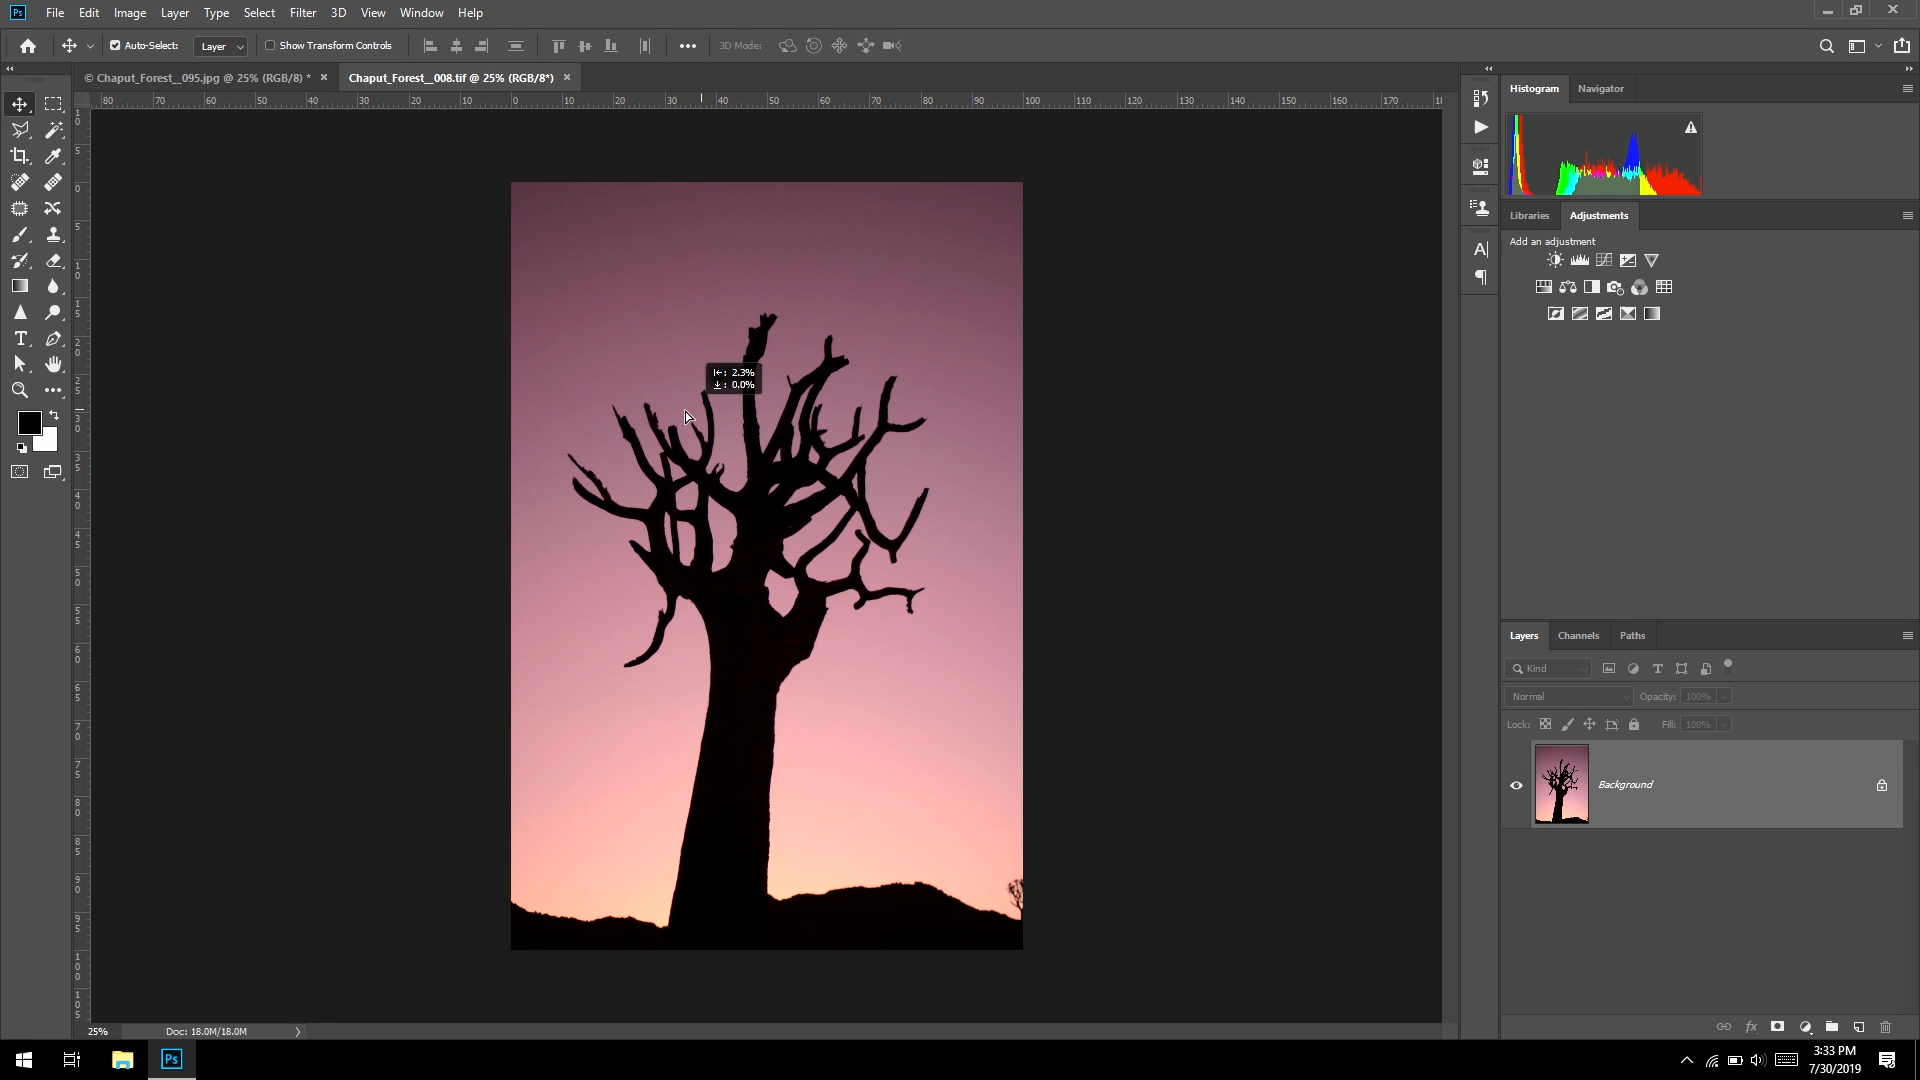 Ps File Edit Image Layer Type Select Filter 3D View Window Help
Auto-Select: Layer Show Transform Controls 3D Mode:
© Chaput_Forest__095.jpg @ 25% (RGB/8) * × Chaput_Forest__008.tif @ 25% (RGB/8*) ×
80 70 60 50 40 30 20 10 0 10 20 30 40 50 60 70 80 90 100 110 120 130 140 150 160 170
Histogram Navigator
Libraries Adjustments
Add an adjustment
2.3%
0.0%
Layers Channels Paths
Kind
Normal Opacity: 100%
Lock: Fill: 100%
Background
25% Doc: 18.0M/18.0M
Ps
3:33 PM
7/30/2019